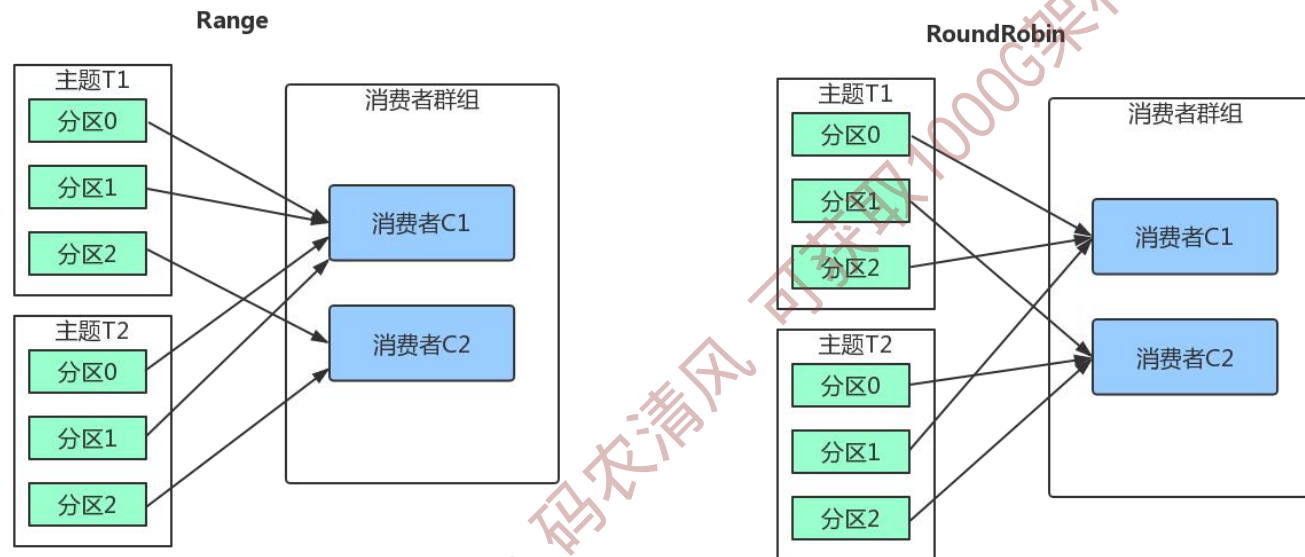 Range
主题T1
分区0
分区1
分区2
主题T2
分区0
分区1
分区2
消费者群组
消费者C1
消费者C2
RoundRobin
主题T1
分区0
分区1
分区2
主题T2
分区0
分区1
分区2
消费者群组
消费者C1
消费者C2
码农清风 可获取1000G架构